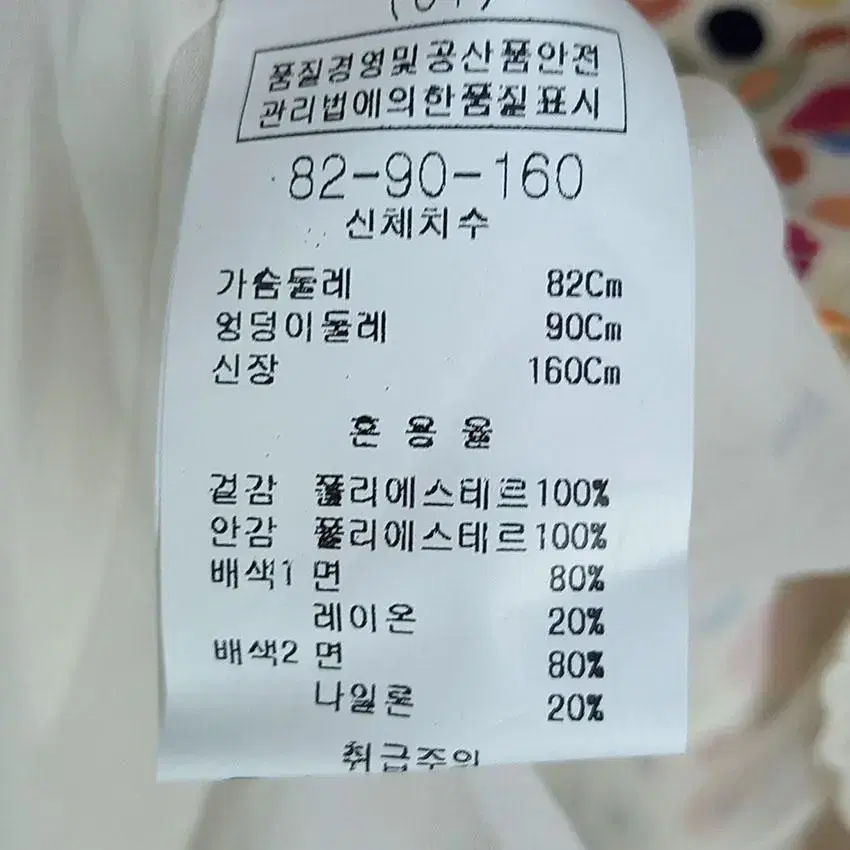 품질경영및공산품안전
관리법에의한품질표시
82-90-160
신체치수
가슴둘레 82Cm
엉덩이둘레 90Cm
신장 160Cm
혼용율
겉감 폴리에스테르100%
안감 폴리에스테르100%
배색1 면 80%
레이온 20%
배색2 면 80%
나일론 20%
취급주의